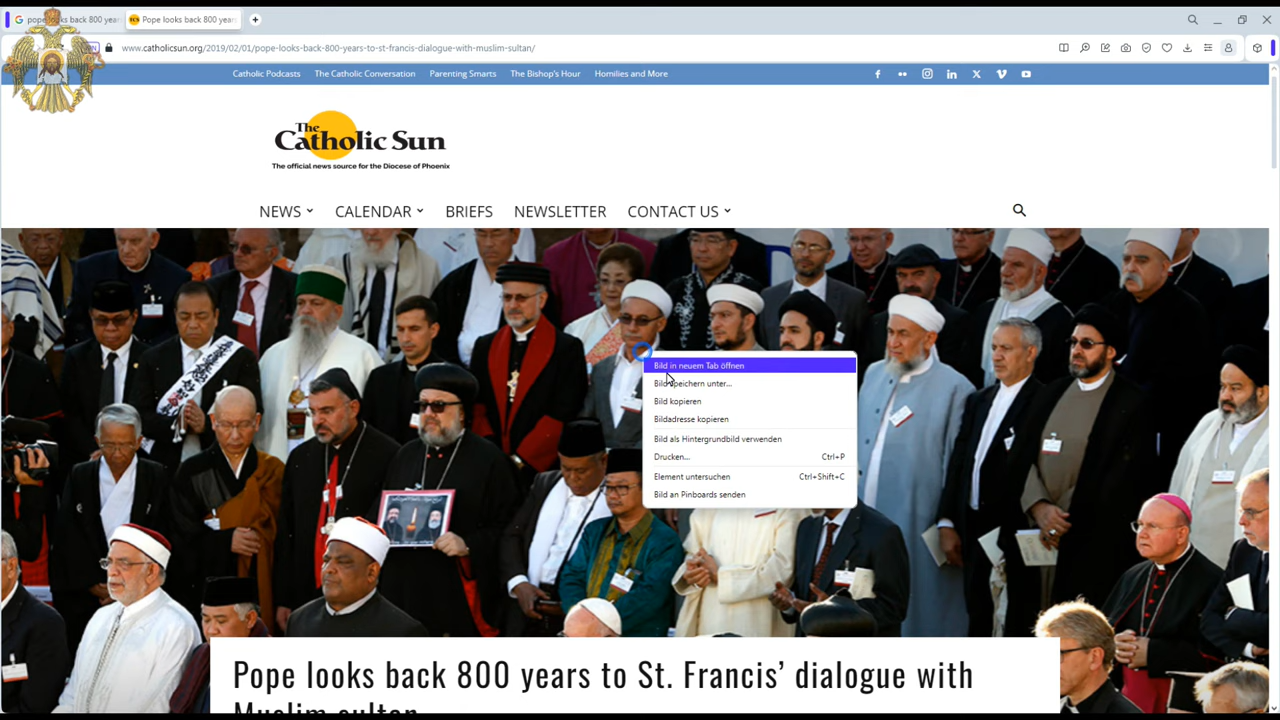 pope looks back 800 year
Pope looks back 800 years
www.catholicsun.org/2019/02/01/pope-looks-back-800-years-to-st-francis-dialogue-with-muslim-sultan/
Catholic Podcasts The Catholic Conversation Parenting Smarts The Bishop's Hour Homilies and More
The Catholic Sun
The official news source for the Diocese of Phoenix
NEWS CALENDAR BRIEFS NEWSLETTER CONTACT US
Bild in neuem Tab öffnen
Bild speichern unter...
Bild kopieren
Bildadresse kopieren
Bild als Hintergrundbild verwenden
Drucken... Ctrl+P
Element untersuchen Ctrl+Shift+C
Bild an Pinboards senden
Pope looks back 800 years to St. Francis' dialogue with
Muslim sultan